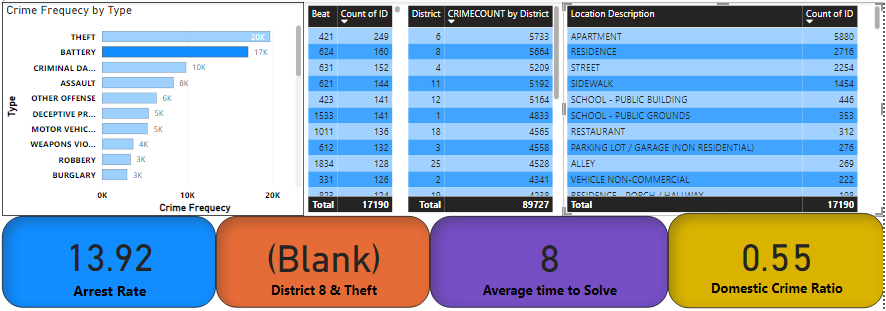 Crime Frequecy by Type
Type
THEFT 20K
BATTERY 17K
CRIMINAL DA... 10K
ASSAULT 8K
OTHER OFFENSE 6K
DECEPTIVE PR... 5K
MOTOR VEHIC... 5K
WEAPONS VIO... 4K
ROBBERY 3K
BURGLARY 3K
0K 10K 20K
Crime Frequecy
Beat Count of ID
421 249
624 160
631 152
621 144
423 141
1533 141
1011 136
612 132
1834 128
331 126
823 124
Total 17190
District CRIMECOUNT by District
6 5733
8 5664
4 5209
11 5192
12 5164
1 4833
18 4565
3 4558
25 4528
2 4341
10 4238
Total 89727
Location Description Count of ID
APARTMENT 5880
RESIDENCE 2716
STREET 2254
SIDEWALK 1454
SCHOOL - PUBLIC BUILDING 446
SCHOOL - PUBLIC GROUNDS 353
RESTAURANT 312
PARKING LOT / GARAGE (NON RESIDENTIAL) 276
ALLEY 269
VEHICLE NON-COMMERCIAL 222
RESIDENCE - PORCH / HALLWAY 198
Total 17190
13.92
Arrest Rate
(Blank)
District 8 & Theft
8
Average time to Solve
0.55
Domestic Crime Ratio